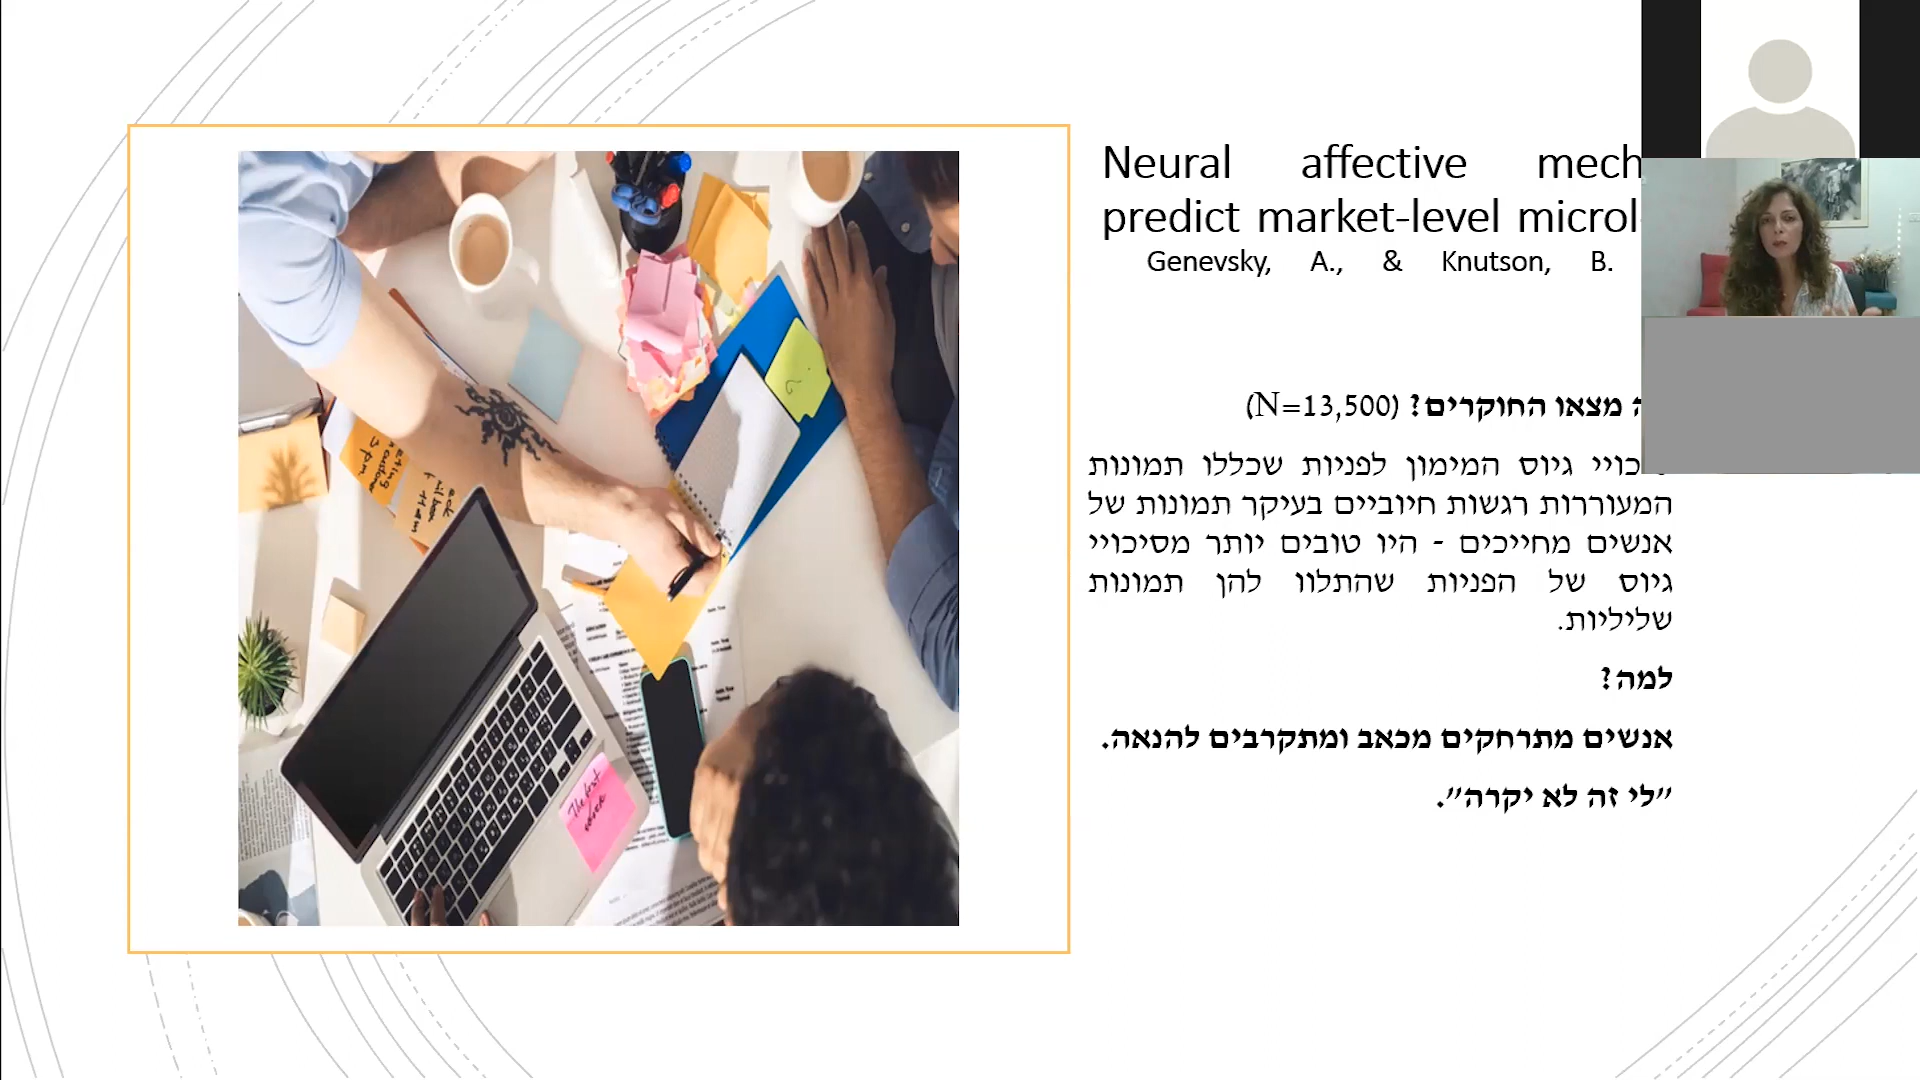 Neural affective mech
predict market-level microl
Genevsky, A., & Knutson, B.
מצאו החוקרים? (N=13,500)
גיוס המימון לפניות שכללו תמונות
המעוררות רגשות חיוביים בעיקר תמונות של
אנשים מחייכים - היו טובים יותר מסיכויי
גיוס של הפניות שהתלוו להן תמונות
שליליות.
למה?
אנשים מתרחקים מכאב ומתקרבים להנאה.
"לי זה לא יקרה".
The best